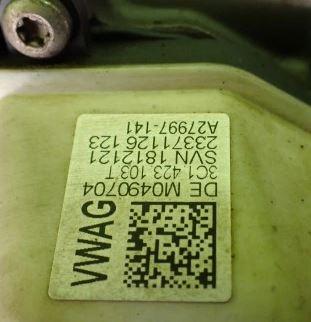 VWAG
DE M0490704
3C1.423.103 T
SVN 1812121
23371126 123
A27997-141